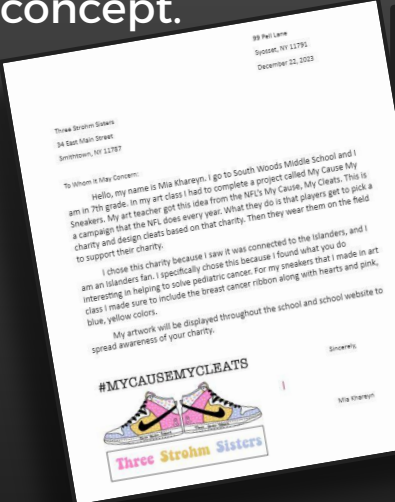 concept.
99 Pell Lane
Syosset, NY 11791
December 22, 2023
Three Strohm Sisters
34 East Main Street
Smithtown, NY 11787
To Whom It May Concern:
Hello, my name is Mia Khareyn. I go to South Woods Middle School and I
am in 7th grade. In my art class I had to complete a project called My Cause My
Sneakers. My art teacher got this idea from the NFL's My Cause, My Cleats. This is
a campaign that the NFL does every year. What they do is that players get to pick a
charity and design cleats based on that charity. Then they wear them on the field
to support their charity.
I chose this charity because I saw it was connected to the Islanders, and I
am an Islanders fan. I specifically chose this because I found what you do
interesting in helping to solve pediatric cancer. For my sneakers that I made in art
class I made sure to include the breast cancer ribbon along with hearts and pink,
blue, yellow colors.
My artwork will be displayed throughout the school and school website to
spread awareness of your charity.
Sincerely,
Mia Khareyn
#MYCAUSEMYCLEATS
Three Strohm Sisters